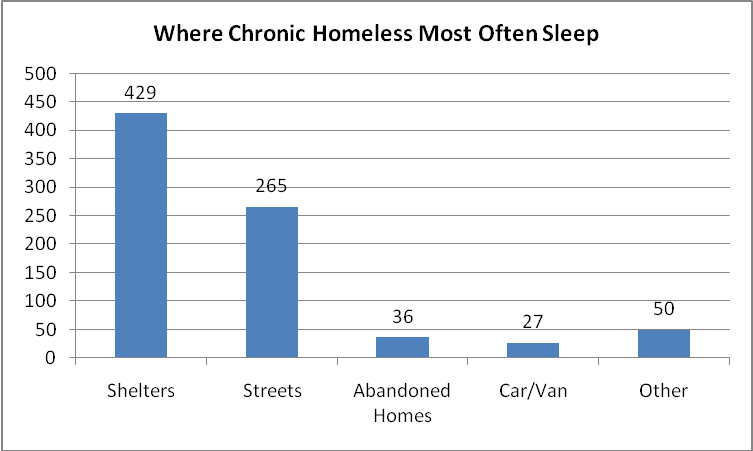 Where Chronic Homeless Most Often Sleep
500
450
400
350
300
250
200
150
100
50
0
429
265
36
27
50
Shelters
Streets
Abandoned
Homes
Car/Van
Other